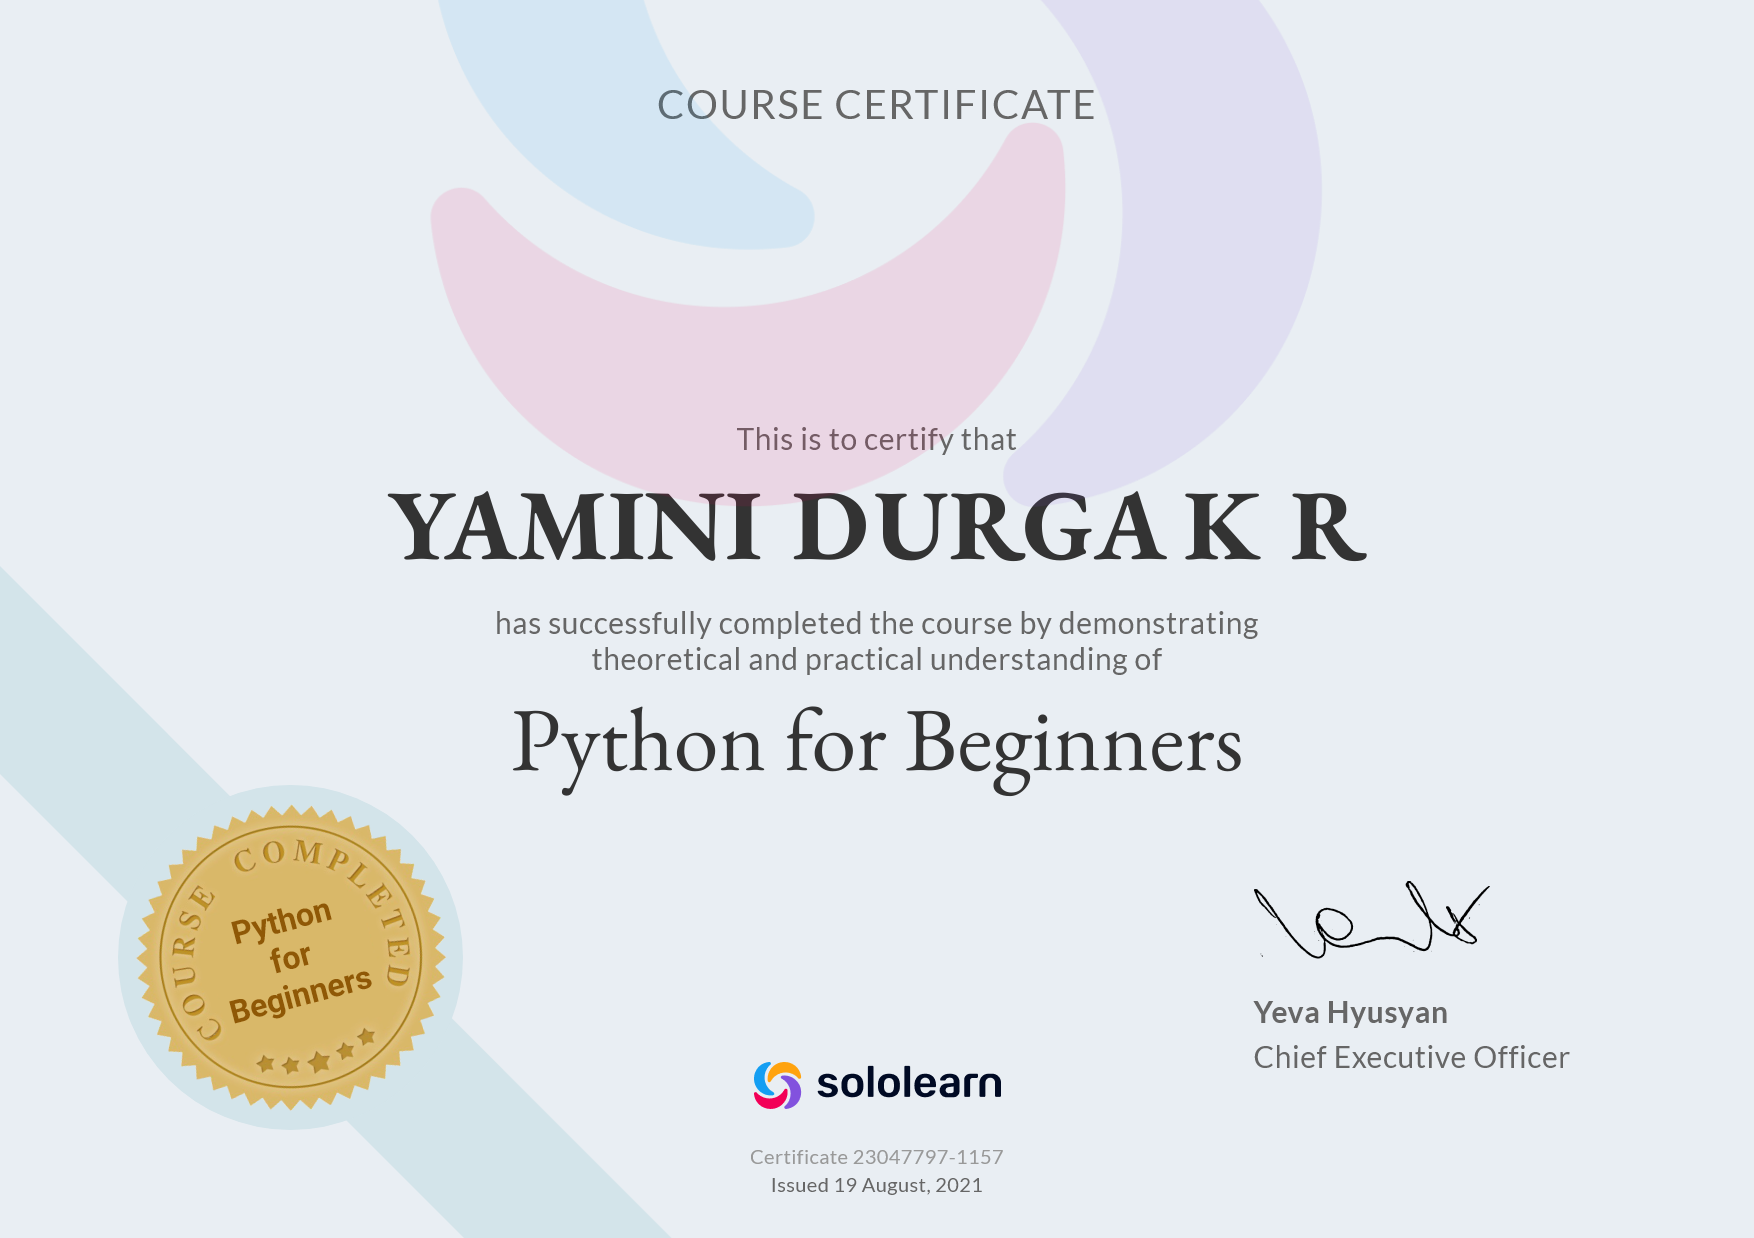 COURSE CERTIFICATE
This is to certify that
YAMINI DURGA K R
has successfully completed the course by demonstrating
theoretical and practical understanding of
Python for Beginners
COURSE COMPLETED
Python
for
Beginners
Yeva Hyusyan
Chief Executive Officer
sololearn
Certificate 23047797-1157
Issued 19 August, 2021